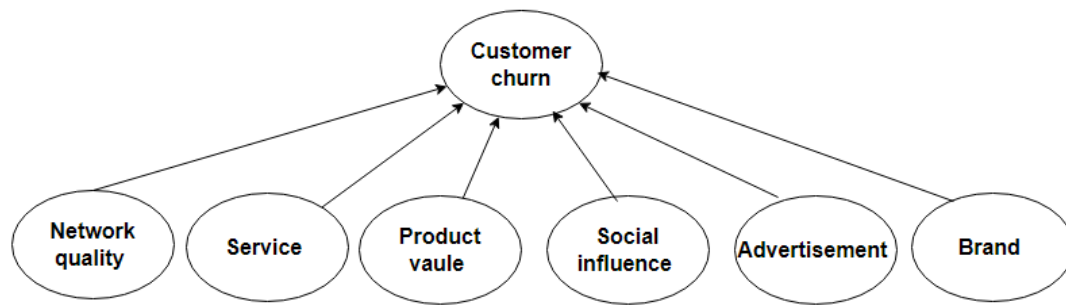 Customer
churn
Network
quality
Service
Product
vaule
Social
influence
Advertisement
Brand